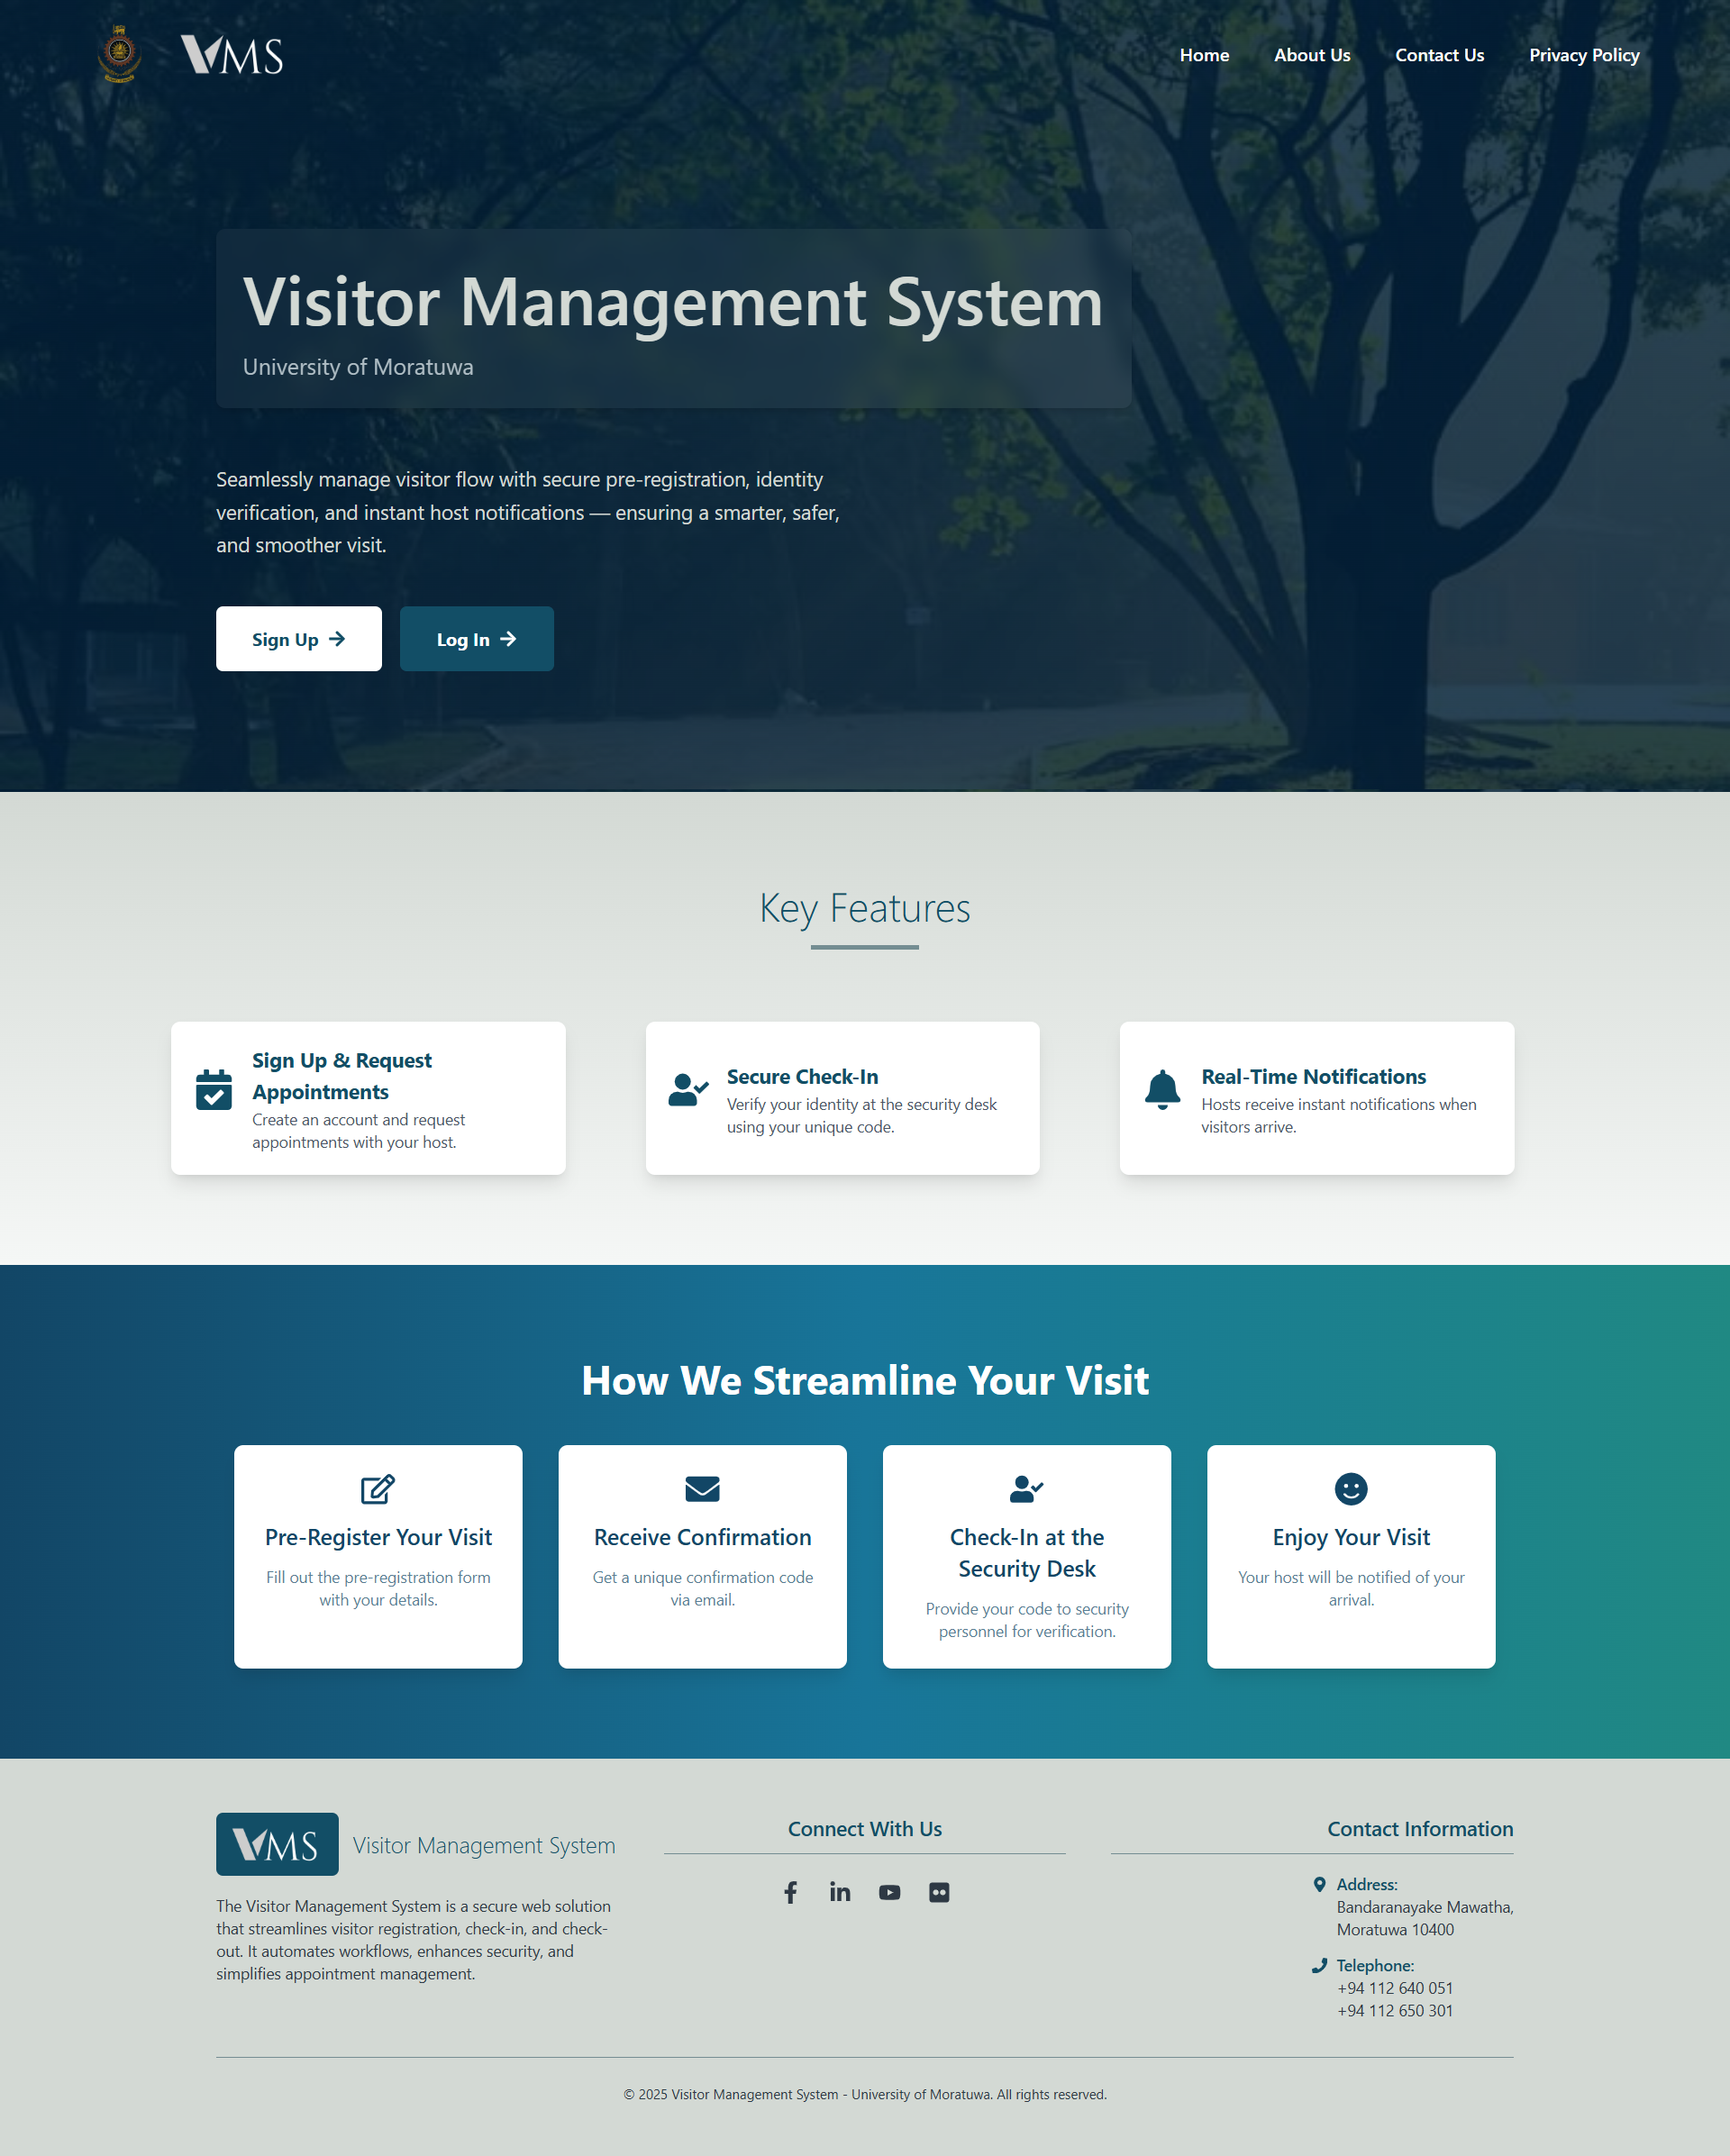 VMS
Home
About Us
Contact Us
Privacy Policy
Visitor Management System
University of Moratuwa
Seamlessly manage visitor flow with secure pre-registration, identity
verification, and instant host notifications — ensuring a smarter, safer,
and smoother visit.
Sign Up
Log In
Key Features
Sign Up & Request
Appointments
Create an account and request
appointments with your host.
Secure Check-In
Verify your identity at the security desk
using your unique code.
Real-Time Notifications
Hosts receive instant notifications when
visitors arrive.
How We Streamline Your Visit
Pre-Register Your Visit
Fill out the pre-registration form
with your details.
Receive Confirmation
Get a unique confirmation code
via email.
Check-In at the
Security Desk
Provide your code to security
personnel for verification.
Enjoy Your Visit
Your host will be notified of your
arrival.
VMS
Visitor Management System
The Visitor Management System is a secure web solution
that streamlines visitor registration, check-in, and check-
out. It automates workflows, enhances security, and
simplifies appointment management.
Connect With Us
Contact Information
Address:
Bandaranayake Mawatha,
Moratuwa 10400
Telephone:
+94 112 640 051
+94 112 650 301
© 2025 Visitor Management System - University of Moratuwa. All rights reserved.